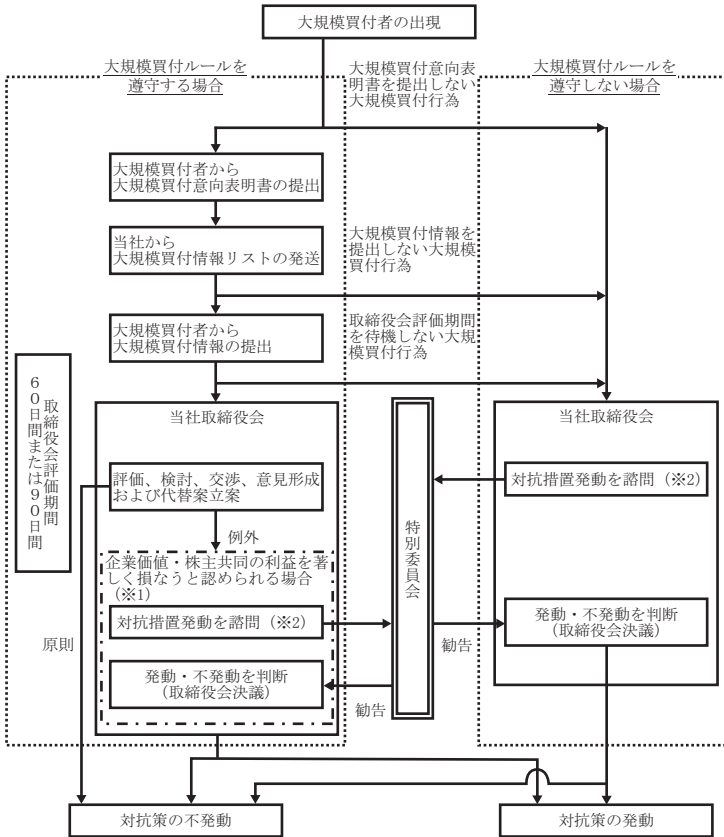 大規模買付者の出現
大規模買付ルールを
遵守する場合
大規模買付意向表
明書を提出しない
大規模買付行為
大規模買付ルールを
遵守しない場合
大規模買付者から
大規模買付意向表明書の提出
当社から
大規模買付情報リストの発送
大規模買付情報を
提出しない大規模
買付行為
大規模買付者から
大規模買付情報の提出
取締役会評価期間
を待機しない大規
模買付行為
取締役会評価期間
60日間または90日間
当社取締役会
評価、検討、交渉、意見形成
および代替案立案
例外
企業価値・株主共同の利益を著
しく損なうと認められる場合
(※1)
対抗措置発動を諮問(※2)
発動・不発動を判断
(取締役会決議)
原則
特別委員会
勧告
勧告
当社取締役会
対抗措置発動を諮問(※2)
発動・不発動を判断
(取締役会決議)
対抗策の不発動
対抗策の発動